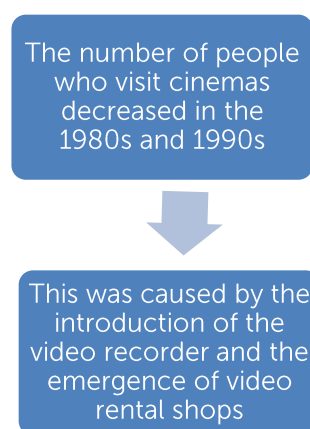 The number of people
who visit cinemas
decreased in the
1980s and 1990s
This was caused by the
introduction of the
video recorder and the
emergence of video
rental shops